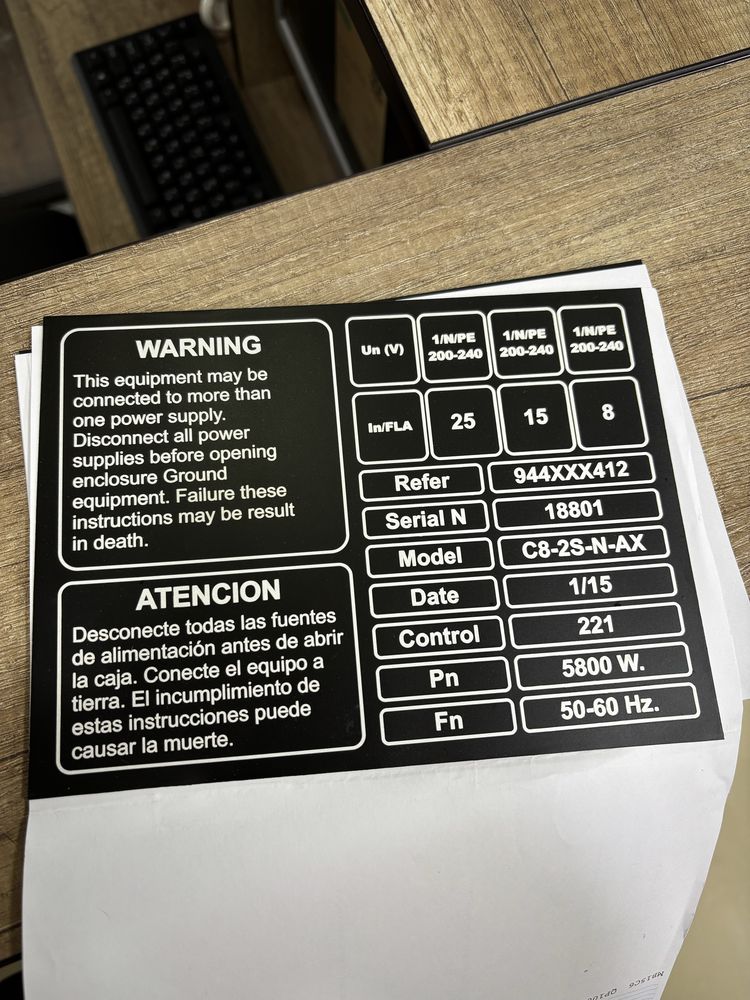 WARNING
This equipment may be
connected to more than
one power supply.
Disconnect all power
supplies before opening
enclosure Ground
equipment. Failure these
instructions may be result
in death.
ATENCION
Desconecte todas las fuentes
de alimentación antes de abrir
la caja. Conecte el equipo a
tierra. El incumplimiento de
estas instrucciones puede
causar la muerte.
Un (V) 1/N/PE 200-240 1/N/PE 200-240 1/N/PE 200-240
In/FLA 25 15 8
Refer 944XXX412
Serial N 18801
Model C8-2S-N-AX
Date 1/15
Control 221
Pn 5800 W.
Fn 50-60 Hz.